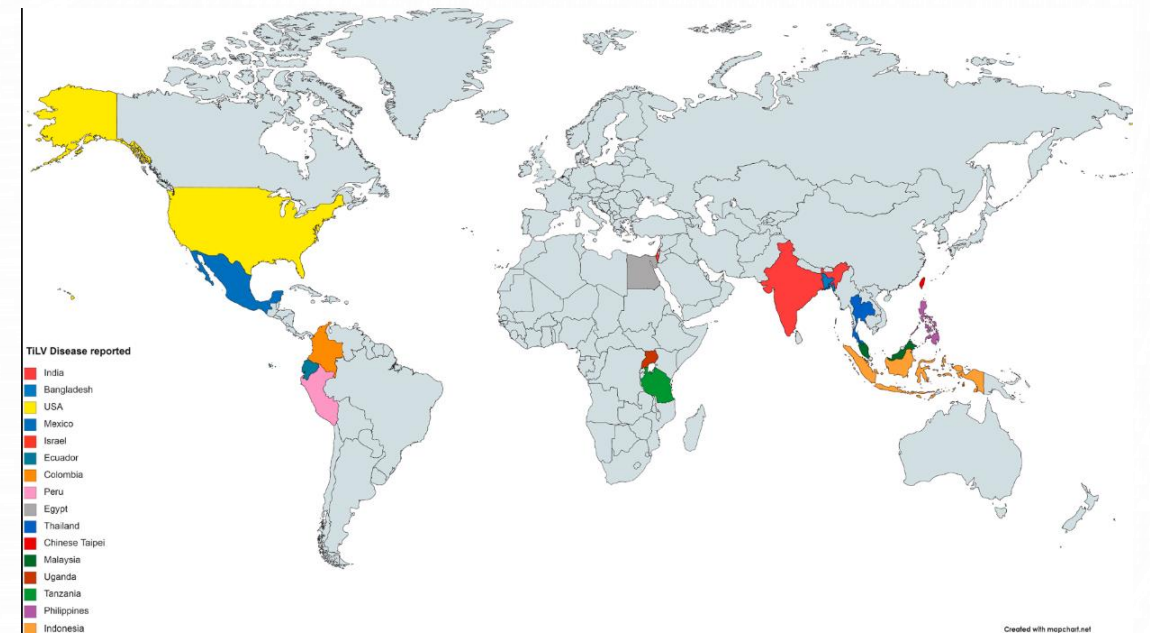 TiLV Disease reported
India
Bangladesh
USA
Mexico
Israel
Ecuador
Colombia
Peru
Egypt
Thailand
Chinese Taipei
Malaysia
Uganda
Tanzania
Philippines
Indonesia
Created with mapchart.net